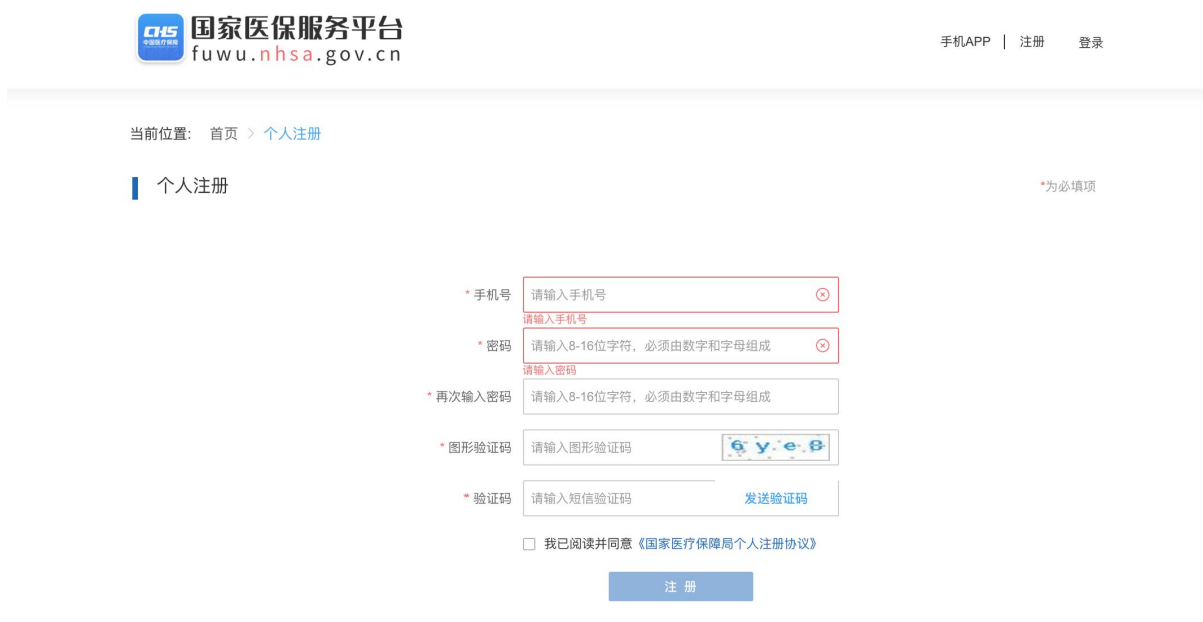 CHS
中国医疗保障
国家医保服务平台
fuwu.nhsa.gov.cn
手机APP | 注册 登录
当前位置: 首页 > 个人注册
个人注册
*为必填项
* 手机号 请输入手机号
请输入手机号
* 密码 请输入8-16位字符，必须由数字和字母组成
请输入密码
* 再次输入密码 请输入8-16位字符，必须由数字和字母组成
* 图形验证码 请输入图形验证码 6ye8
* 验证码 请输入短信验证码 发送验证码
我已阅读并同意《国家医疗保障局个人注册协议》
注 册